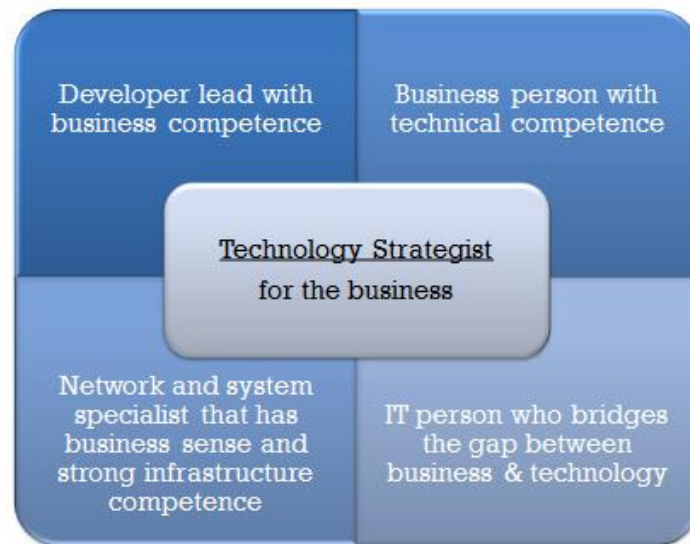 Developer lead with
business competence
Business person with
technical competence
Technology Strategist
for the business
Network and system
specialist that has
business sense and
strong infrastructure
competence
IT person who bridges
the gap between
business & technology